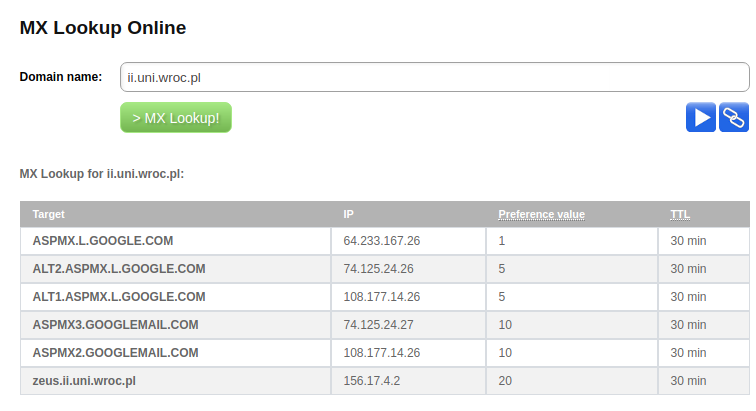 MX Lookup Online
Domain name: ii.uni.wroc.pl
> MX Lookup!
MX Lookup for ii.uni.wroc.pl:
Target IP Preference value TTL
ASPMX.L.GOOGLE.COM 64.233.167.26 1 30 min
ALT2.ASPMX.L.GOOGLE.COM 74.125.24.26 5 30 min
ALT1.ASPMX.L.GOOGLE.COM 108.177.14.26 5 30 min
ASPMX3.GOOGLEMAIL.COM 74.125.24.27 10 30 min
ASPMX2.GOOGLEMAIL.COM 108.177.14.26 10 30 min
zeus.ii.uni.wroc.pl 156.17.4.2 20 30 min